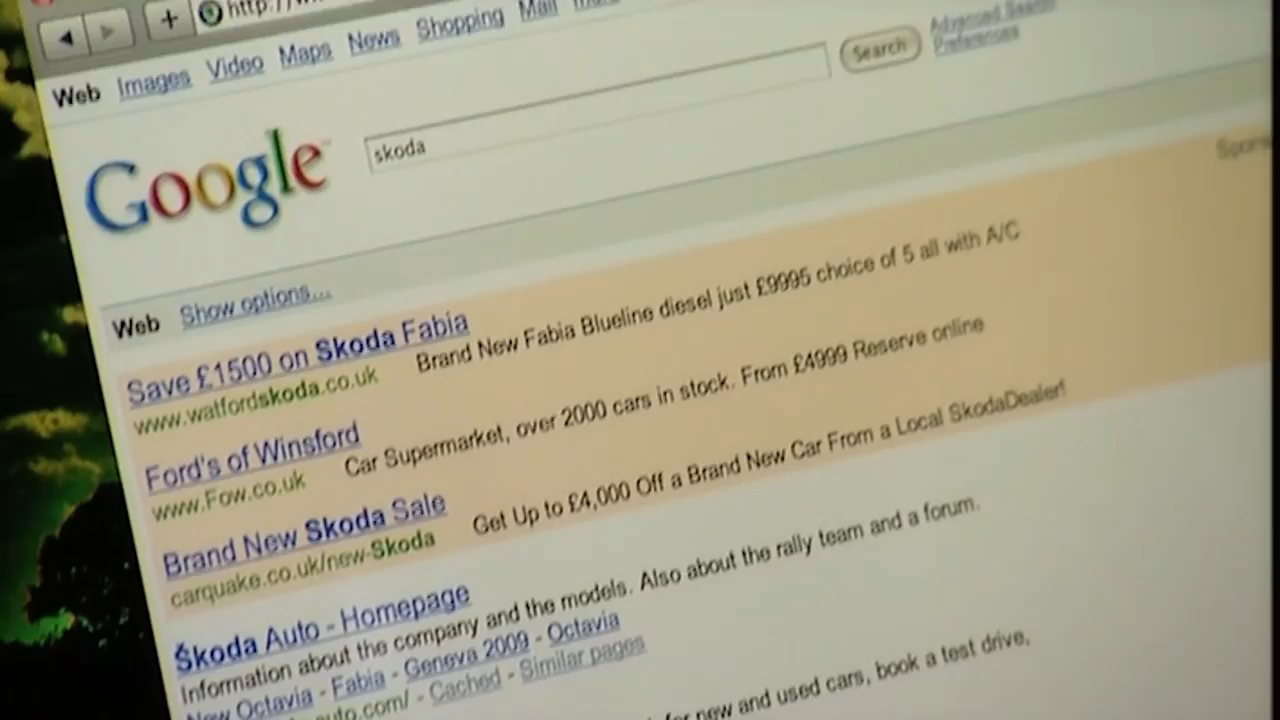 http://
Web Images Video Maps News Shopping Mail
Google skoda Search Advanced Search
Preferences
Web Show options...
Save £1500 on Skoda Fabia
www.watfordskoda.co.uk Brand New Fabia Blueline diesel just £9995 choice of 5 all with A/C
Ford's of Winsford
www.Fow.co.uk Car Supermarket, over 2000 cars in stock. From £4999 Reserve online
Brand New Skoda Sale
carquake.co.uk/new-Skoda Get Up to £4,000 Off a Brand New Car From a Local SkodaDealer!
Škoda Auto - Homepage
Information about the company and the models. Also about the rally team and a forum.
New Octavia - Fabia - Geneva 2009 - Octavia
auto.com/ - Cached - Similar pages
for new and used cars, book a test drive,